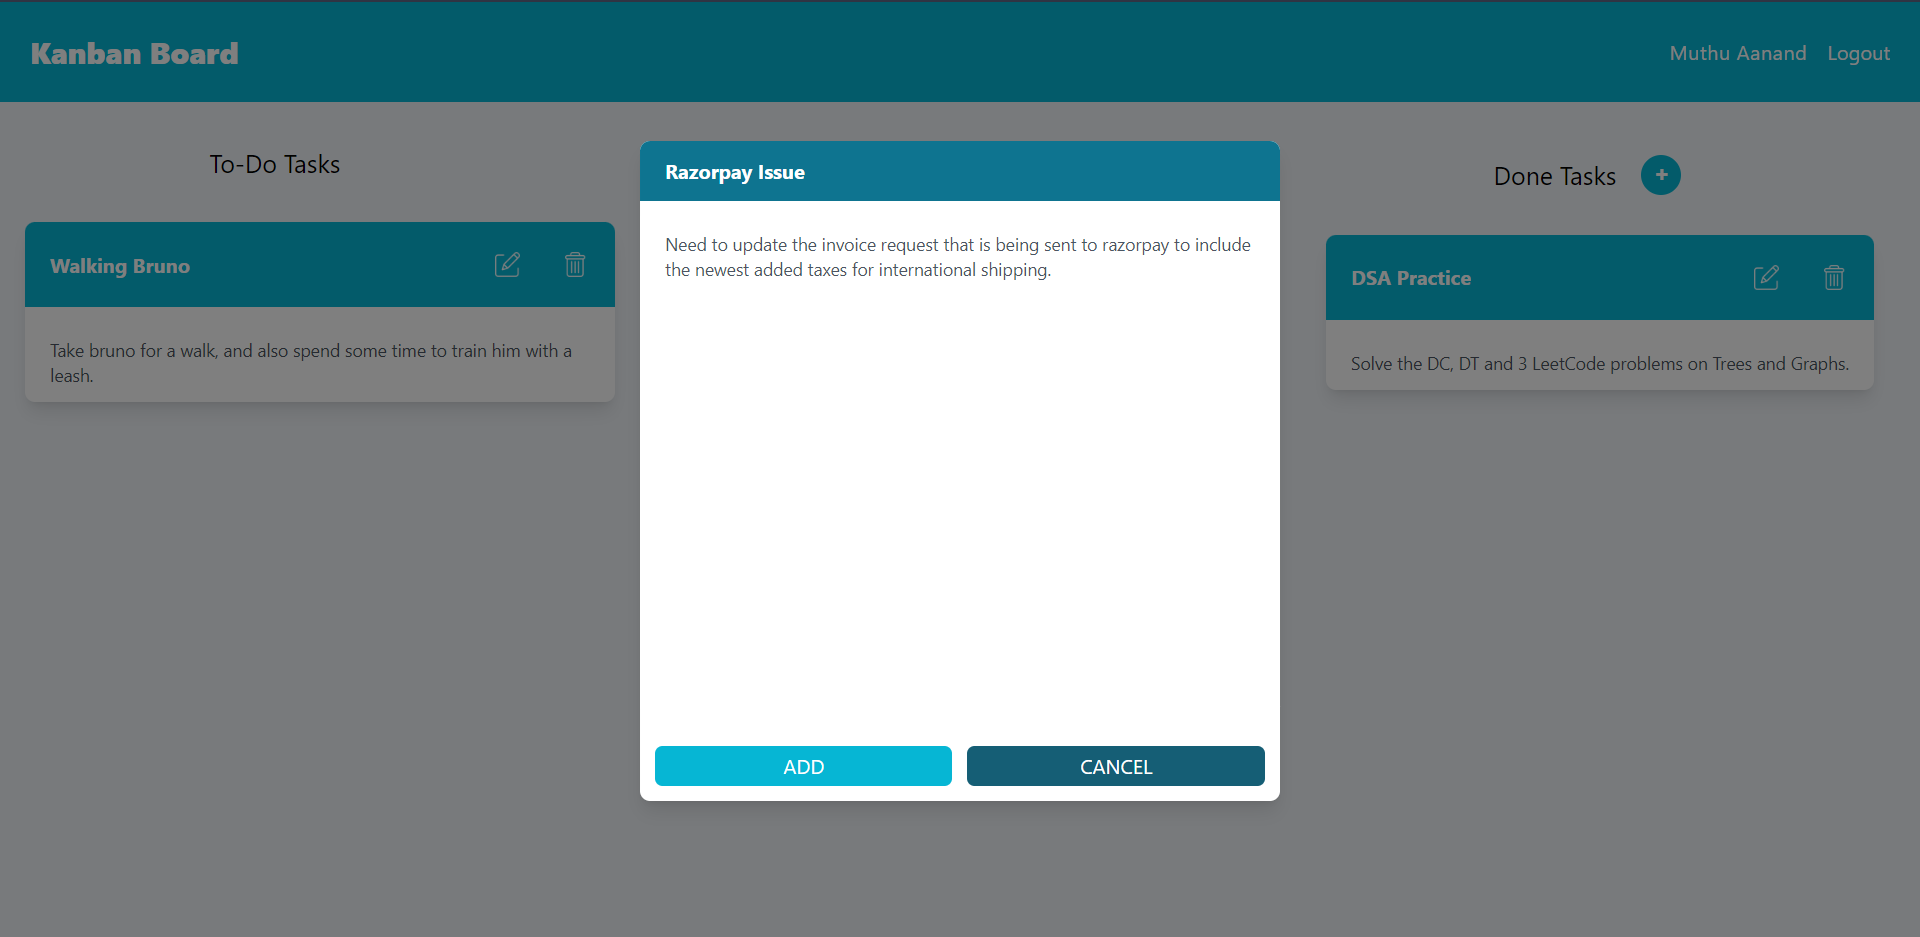 Kanban Board
Muthu Aanand Logout
To-Do Tasks
Walking Bruno
Take bruno for a walk, and also spend some time to train him with a
leash.
Razorpay Issue
Need to update the invoice request that is being sent to razorpay to include
the newest added taxes for international shipping.
ADD
CANCEL
Done Tasks +
DSA Practice
Solve the DC, DT and 3 LeetCode problems on Trees and Graphs.